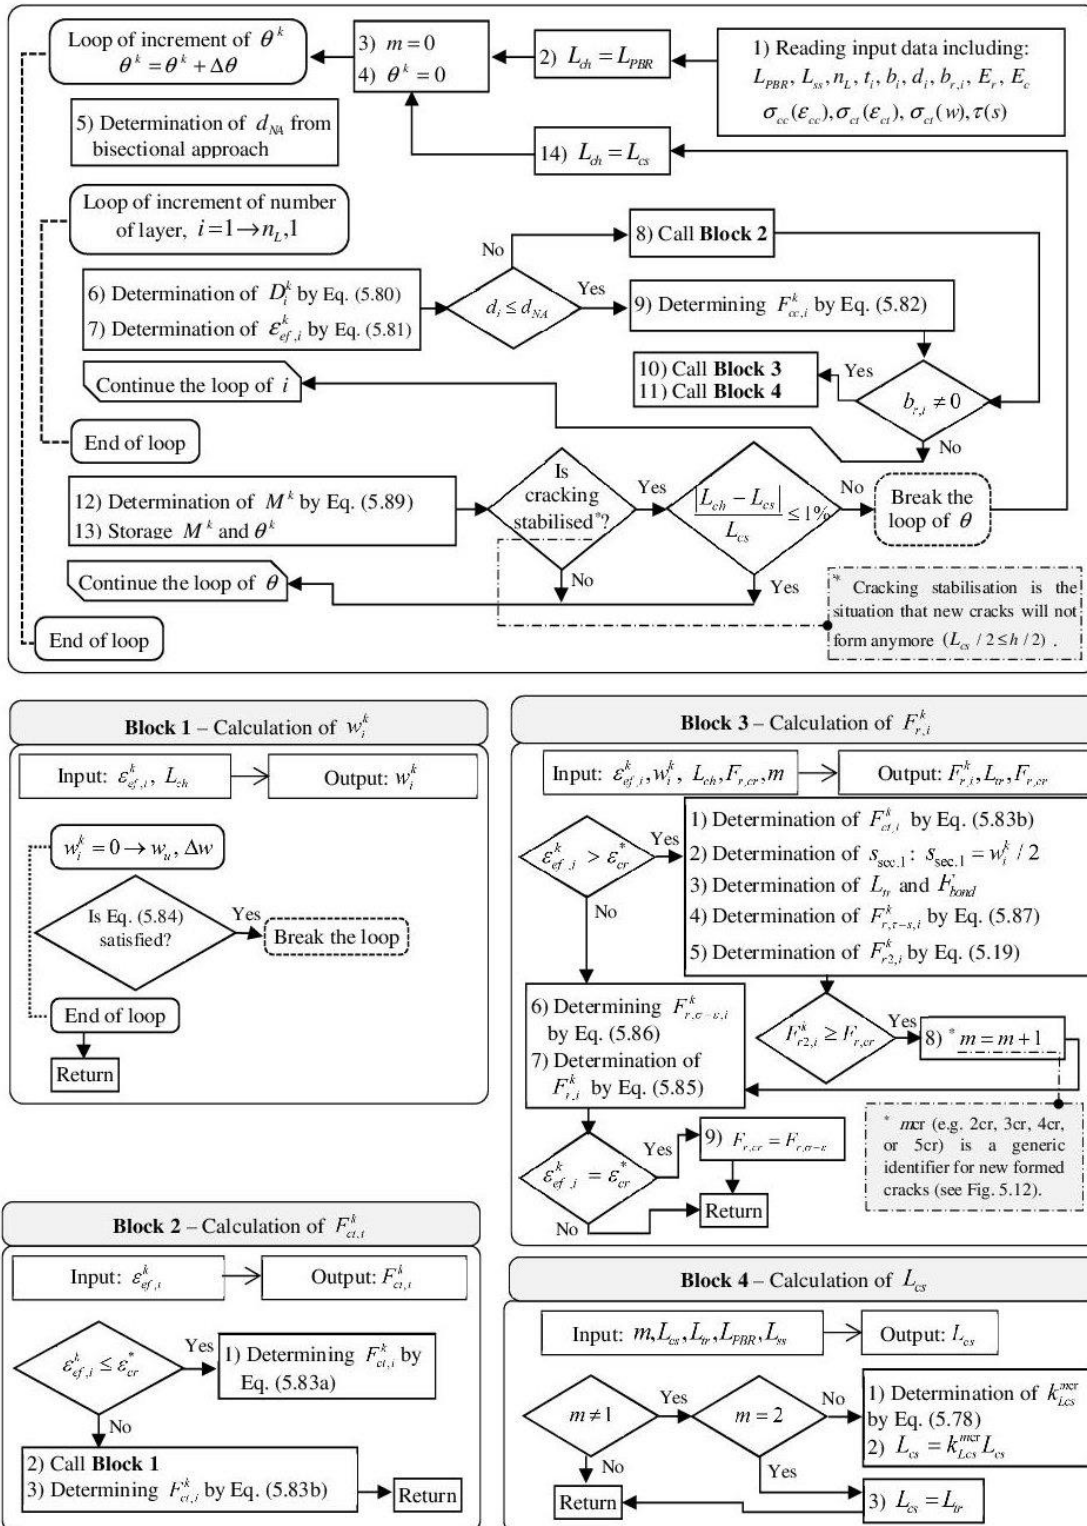 Loop of increment of θ^k
θ^k = θ^k + Δθ
3) m = 0
4) θ^k = 0
2) L_ch = L_PBR
1) Reading input data including:
L_PBR, L_ss, n_L, t_i, b_i, d_i, b_r,i, E_r, E_c
σ_cc(ε_cc), σ_ct(ε_ct), σ_ct(w), τ(s)
5) Determination of d_NA from
bisectional approach
14) L_ch = L_cs
Loop of increment of number
of layer, i = 1 → n_L, 1
No
8) Call Block 2
6) Determination of D_i^k by Eq. (5.80)
7) Determination of ε_ef,i^k by Eq. (5.81)
d_i ≤ d_NA
Yes
9) Determining F_cc,i^k by Eq. (5.82)
Continue the loop of i
10) Call Block 3
11) Call Block 4
Yes
b_r,i ≠ 0
No
End of loop
12) Determination of M^k by Eq. (5.89)
13) Storage M^k and θ^k
Is
cracking
stabilised*?
Yes
|L_ch − L_cs| / L_cs ≤ 1%
No
Break the
loop of θ
Continue the loop of θ
No
Yes
* Cracking stabilisation is the
situation that new cracks will not
form anymore (L_cs / 2 ≤ h / 2) .
End of loop
Block 1 – Calculation of w_i^k
Input: ε_ef,i^k, L_ch
Output: w_i^k
w_i^k = 0 → w_u, Δw
Is Eq. (5.84)
satisfied?
Yes
Break the loop
End of loop
Return
Block 3 – Calculation of F_r,i^k
Input: ε_ef,i^k, w_i^k, L_ch, F_r,cr, m
Output: F_r,i^k, L_tr, F_r,cr
ε_ef,i^k > ε_cr^*
Yes
No
1) Determination of F_ct,i^k by Eq. (5.83b)
2) Determination of s_sec.1: s_sec.1 = w_i^k / 2
3) Determination of L_tr and F_bond
4) Determination of F_r,τ−s,i^k by Eq. (5.87)
5) Determination of F_r2,i^k by Eq. (5.19)
6) Determining F_r,σ−ε,i^k
by Eq. (5.86)
7) Determination of
F_r,i^k by Eq. (5.85)
F_r2,i^k ≥ F_r,cr
Yes
8) * m = m + 1
* mcr (e.g. 2cr, 3cr, 4cr,
or 5cr) is a generic
identifier for new formed
cracks (see Fig. 5.12).
ε_ef,i^k = ε_cr^*
Yes
9) F_r,cr = F_r,σ−ε
No
Return
Block 2 – Calculation of F_ct,i^k
Input: ε_ef,i^k
Output: F_ct,i^k
ε_ef,i^k ≤ ε_cr^*
Yes
1) Determining F_ct,i^k by
Eq. (5.83a)
No
2) Call Block 1
3) Determining F_ct,i^k by Eq. (5.83b)
Return
Block 4 – Calculation of L_cs
Input: m, L_cs, L_tr, L_PBR, L_ss
Output: L_cs
m ≠ 1
Yes
m = 2
No
1) Determination of k_Lcs^mcr
by Eq. (5.78)
2) L_cs = k_Lcs^mcr L_cs
No
Yes
Return
3) L_cs = L_tr